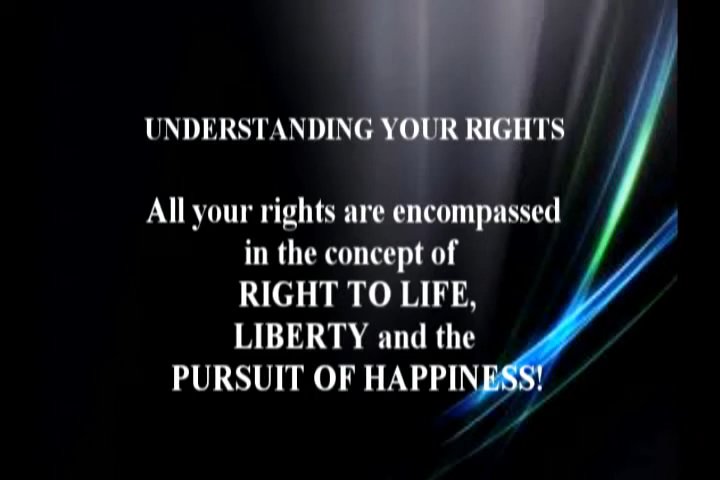 UNDERSTANDING YOUR RIGHTS
All your rights are encompassed
in the concept of
RIGHT TO LIFE,
LIBERTY and the
PURSUIT OF HAPPINESS!